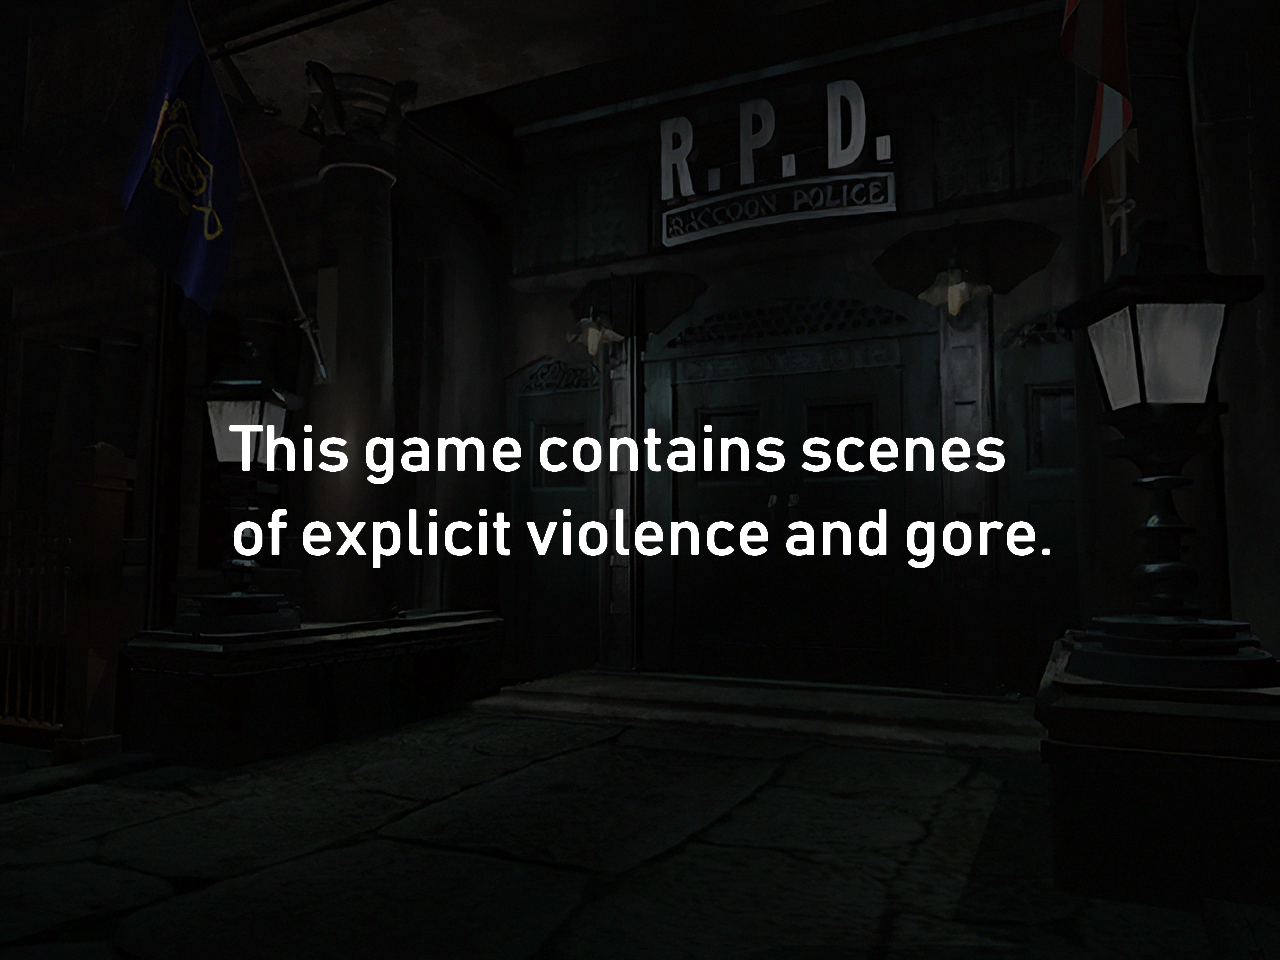 R.P.D.
RACCOON POLICE
This game contains scenes
of explicit violence and gore.